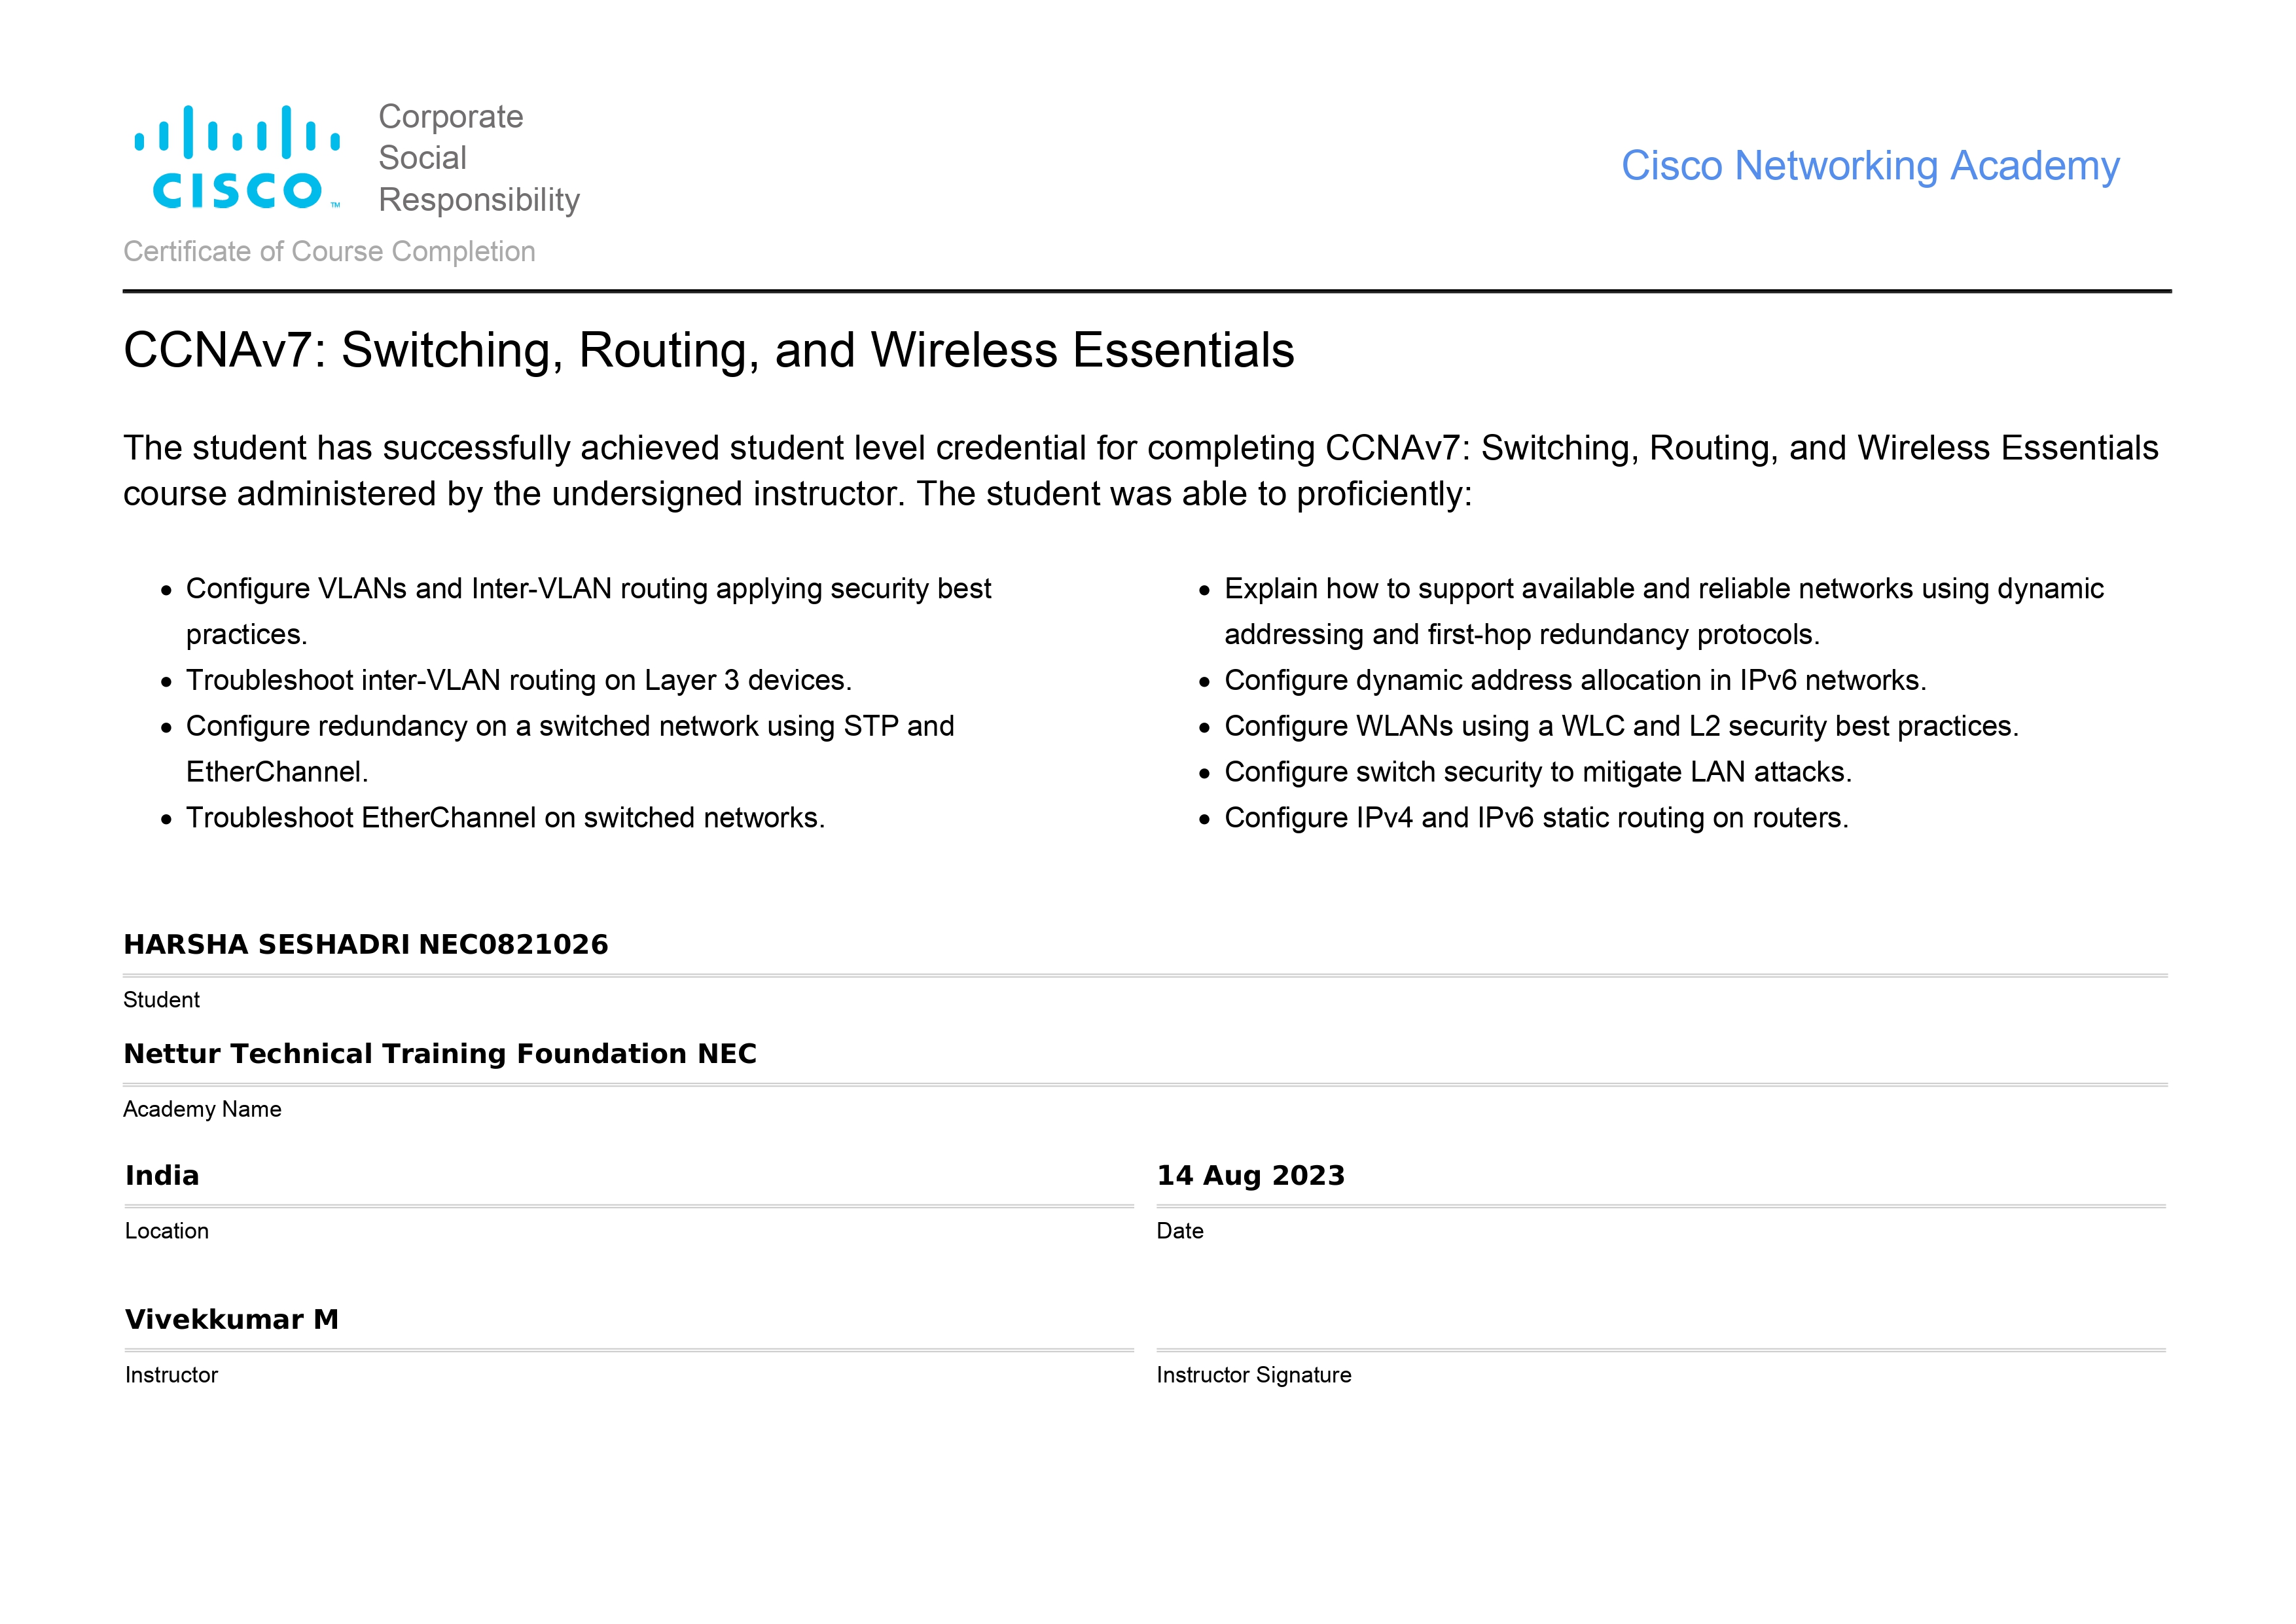 Corporate
Social
Responsibility
CISCO™
Cisco Networking Academy
Certificate of Course Completion
CCNAv7: Switching, Routing, and Wireless Essentials
The student has successfully achieved student level credential for completing CCNAv7: Switching, Routing, and Wireless Essentials
course administered by the undersigned instructor. The student was able to proficiently:
• Configure VLANs and Inter-VLAN routing applying security best
practices.
• Troubleshoot inter-VLAN routing on Layer 3 devices.
• Configure redundancy on a switched network using STP and
EtherChannel.
• Troubleshoot EtherChannel on switched networks.
• Explain how to support available and reliable networks using dynamic
addressing and first-hop redundancy protocols.
• Configure dynamic address allocation in IPv6 networks.
• Configure WLANs using a WLC and L2 security best practices.
• Configure switch security to mitigate LAN attacks.
• Configure IPv4 and IPv6 static routing on routers.
HARSHA SESHADRI NEC0821026
Student
Nettur Technical Training Foundation NEC
Academy Name
India
Location
14 Aug 2023
Date
Vivekkumar M
Instructor
Instructor Signature